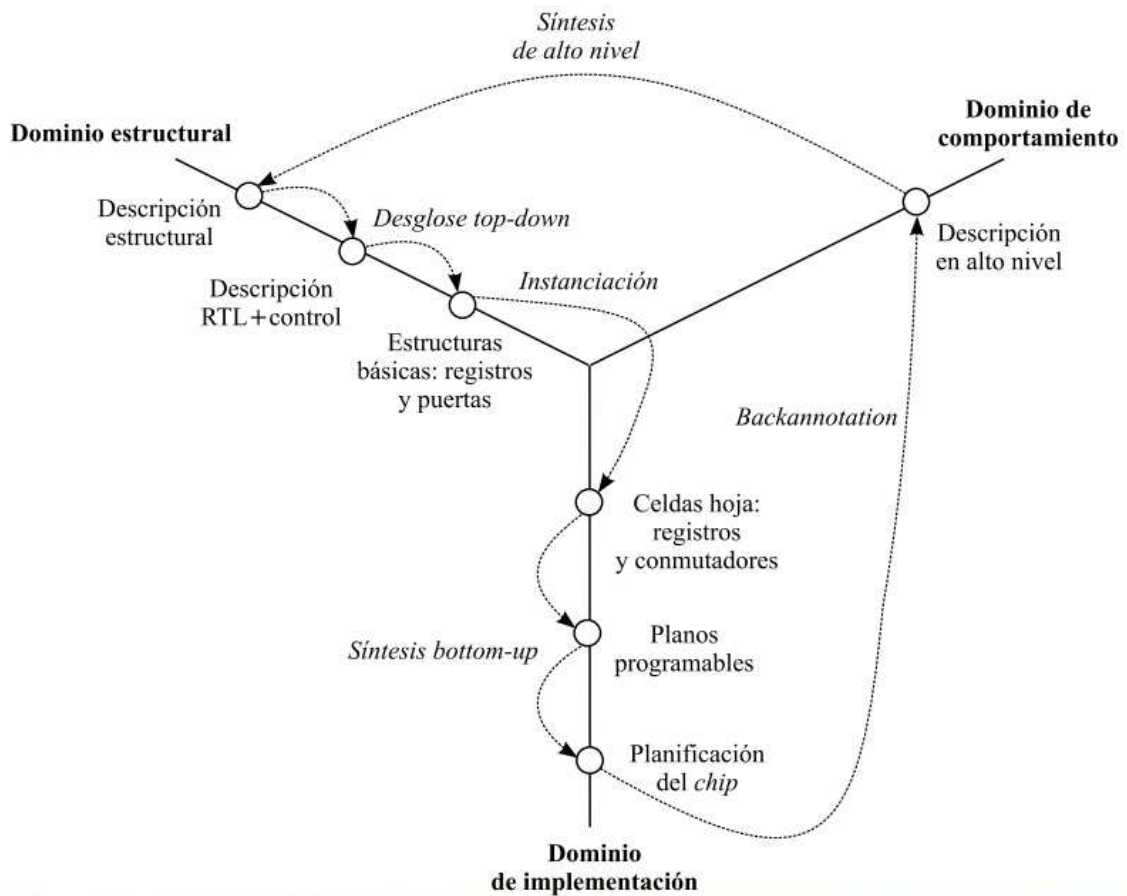 Síntesis
de alto nivel
Dominio estructural
Dominio de
comportamiento
Descripción
estructural
Desglose top-down
Descripción
en alto nivel
Descripción
RTL+control
Instanciación
Estructuras
básicas: registros
y puertas
Backannotation
Celdas hoja:
registros
y conmutadores
Síntesis bottom-up
Planos
programables
Planificación
del chip
Dominio
de implementación